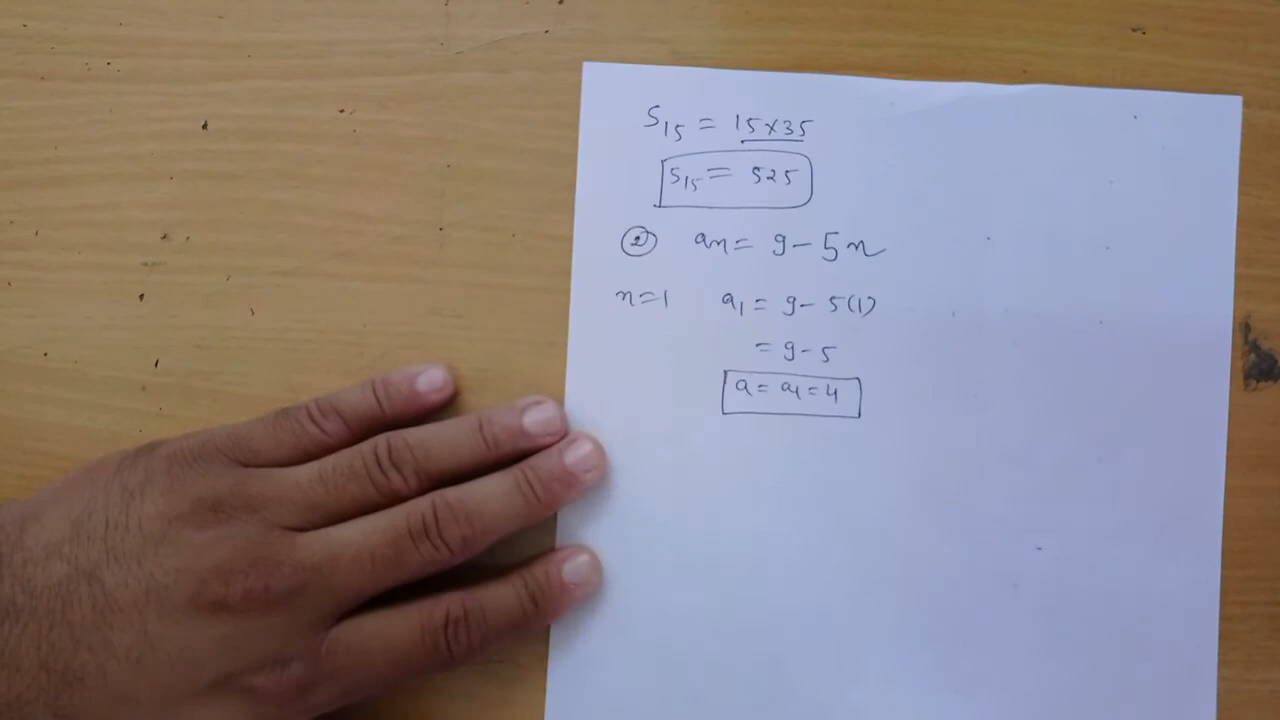 S15 = 15×35
S15 = 525
② an = 9-5n
n=1 a1 = 9-5(1)
= 9-5
a = a1 = 4